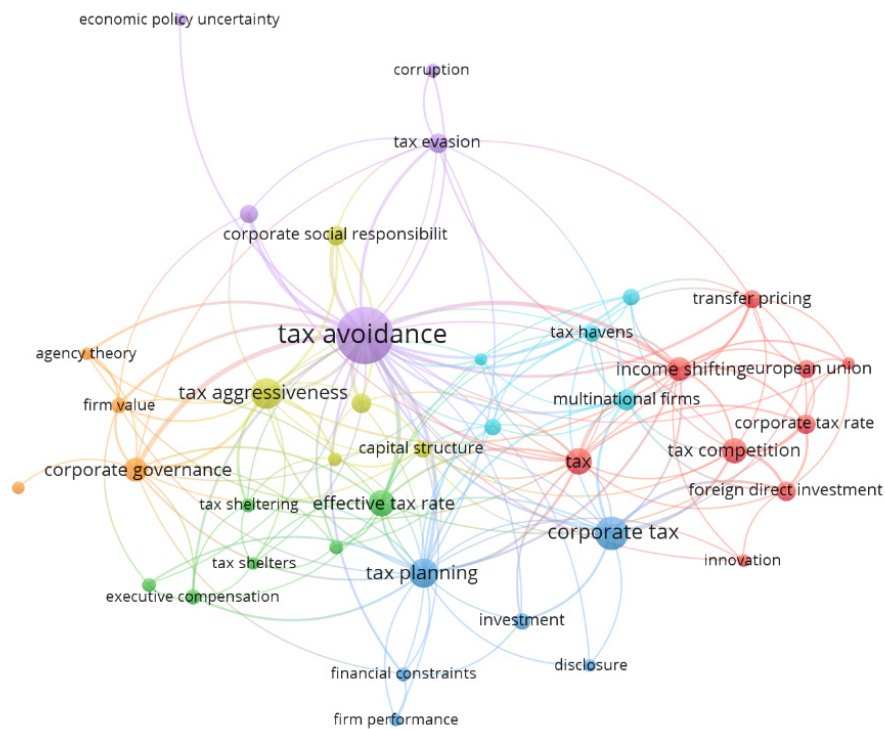 economic policy uncertainty
corruption
tax evasion
corporate social responsibilit
transfer pricing
tax avoidance
tax havens
agency theory
income shifting
european union
tax aggressiveness
multinational firms
firm value
corporate tax rate
capital structure
tax competition
tax
corporate governance
foreign direct investment
tax sheltering
effective tax rate
corporate tax
innovation
tax shelters
tax planning
executive compensation
investment
disclosure
financial constraints
firm performance